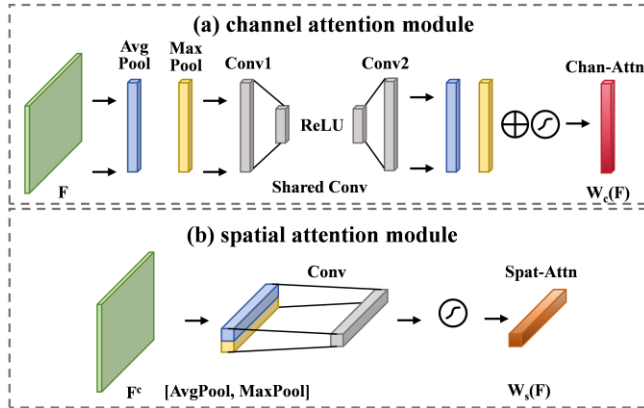 (a) channel attention module
Avg Pool
Max Pool
Conv1
Conv2
Chan-Attn
ReLU
Shared Conv
F
W_c(F)
(b) spatial attention module
Conv
Spat-Attn
F^c
[AvgPool, MaxPool]
W_s(F)